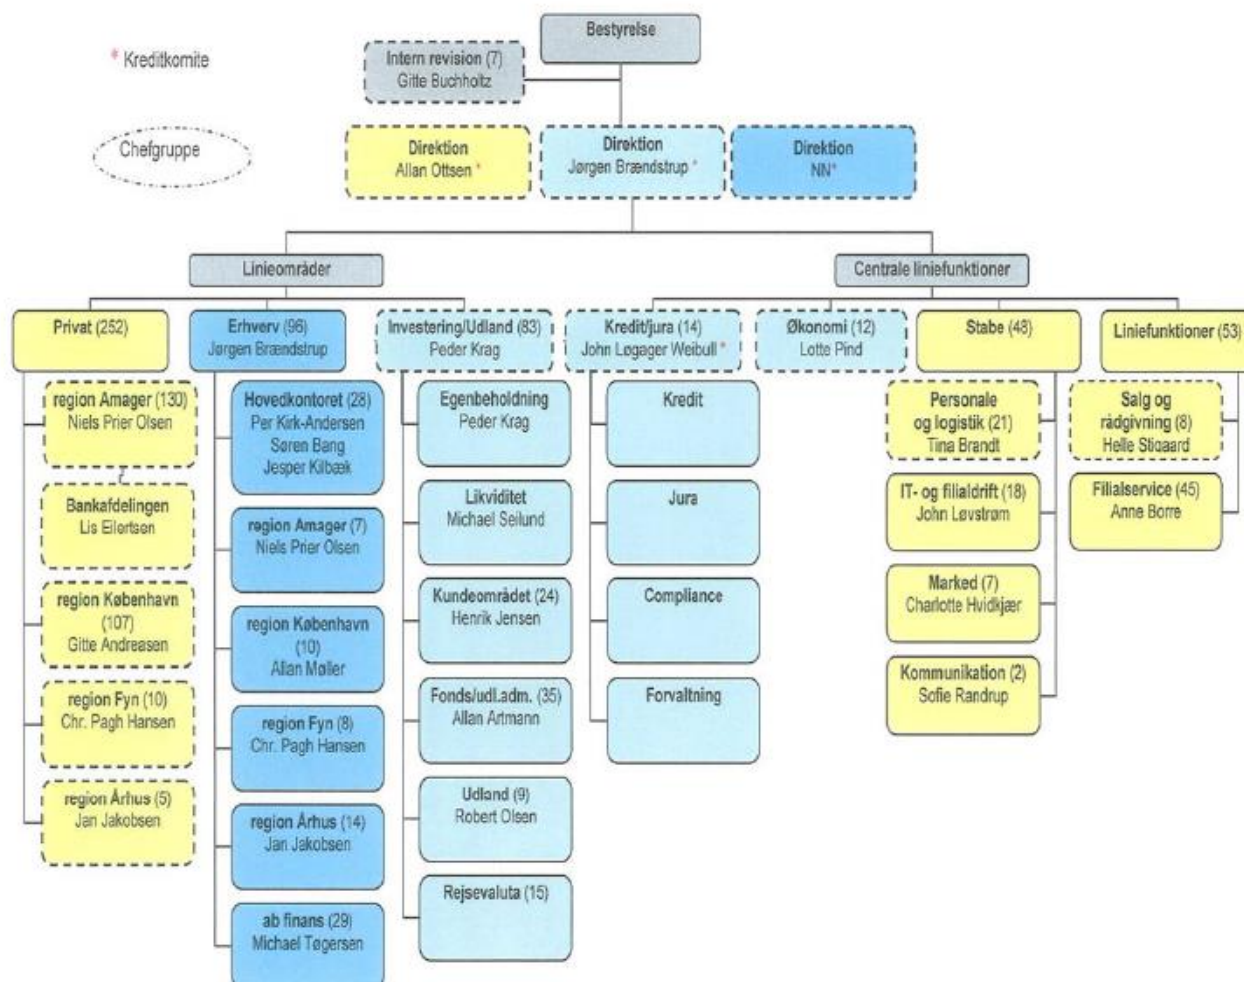 Bestyrelse
* Kreditkomite
Intern revision (7)
Gitte Buchholtz
Chefgruppe
Direktion
Allan Ottsen *
Direktion
Jørgen Brændstrup *
Direktion
NN*
Linieområder
Centrale liniefunktioner
Privat (252)
Erhverv (96)
Jørgen Brændstrup
Investering/Udland (83)
Peder Krag
Kredit/jura (14)
John Løgager Weibull *
Økonomi (12)
Lotte Pind
Stabe (48)
Liniefunktioner (53)
region Amager (130)
Niels Prier Olsen
Bankafdelingen
Lis Eilertsen
region København
(107)
Gitte Andreasen
region Fyn (10)
Chr. Pagh Hansen
region Århus (5)
Jan Jakobsen
Hovedkontoret (28)
Per Kirk-Andersen
Søren Bang
Jesper Kilbæk
region Amager (7)
Niels Prier Olsen
region København
(10)
Allan Møller
region Fyn (8)
Chr. Pagh Hansen
region Århus (14)
Jan Jakobsen
ab finans (29)
Michael Tøgersen
Egenbeholdning
Peder Krag
Likviditet
Michael Seilund
Kundeområdet (24)
Henrik Jensen
Fonds/udl.adm. (35)
Allan Artmann
Udland (9)
Robert Olsen
Rejsevaluta (15)
Kredit
Jura
Compliance
Forvaltning
Personale
og logistik (21)
Tina Brandt
IT- og filialdrift (18)
John Løvstrøm
Marked (7)
Charlotte Hvidkjær
Kommunikation (2)
Sofie Randrup
Salg og
rådgivning (8)
Helle Stigaard
Filialservice (45)
Anne Borre